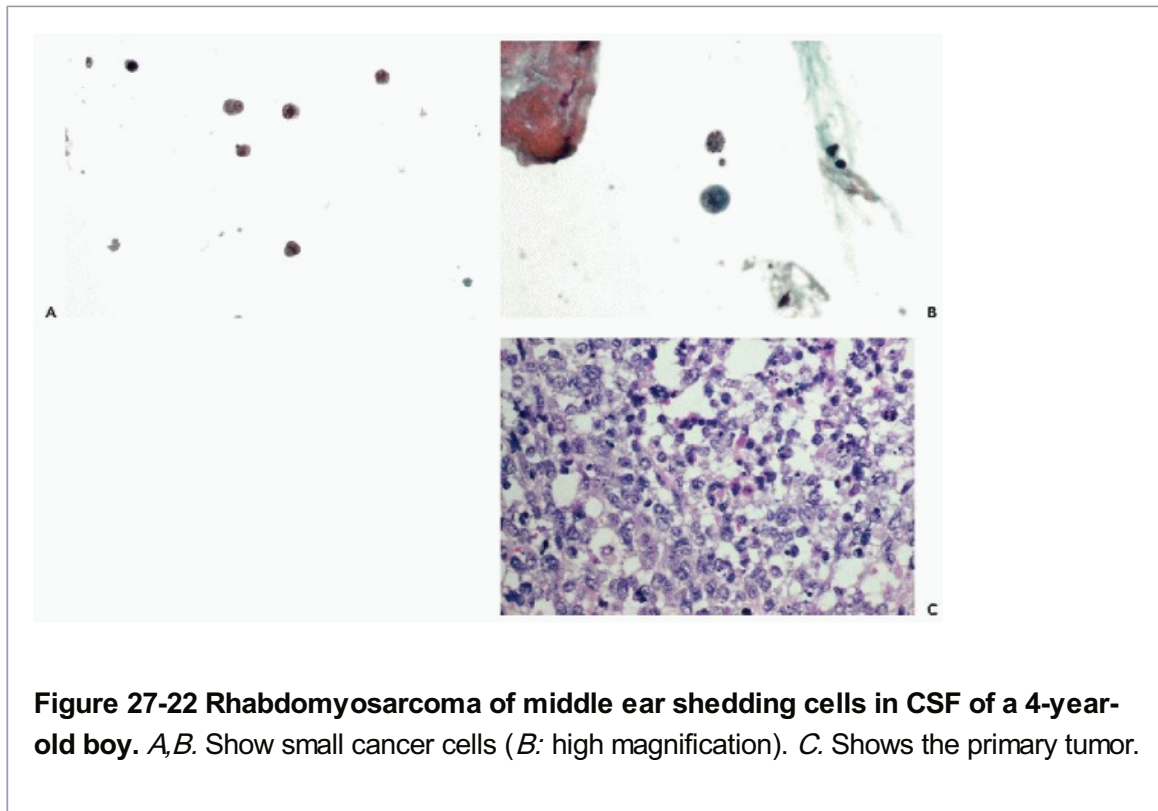 A
B
C
Figure 27-22 Rhabdomyosarcoma of middle ear shedding cells in CSF of a 4-year-
old boy. A,B. Show small cancer cells (B: high magnification). C. Shows the primary tumor.